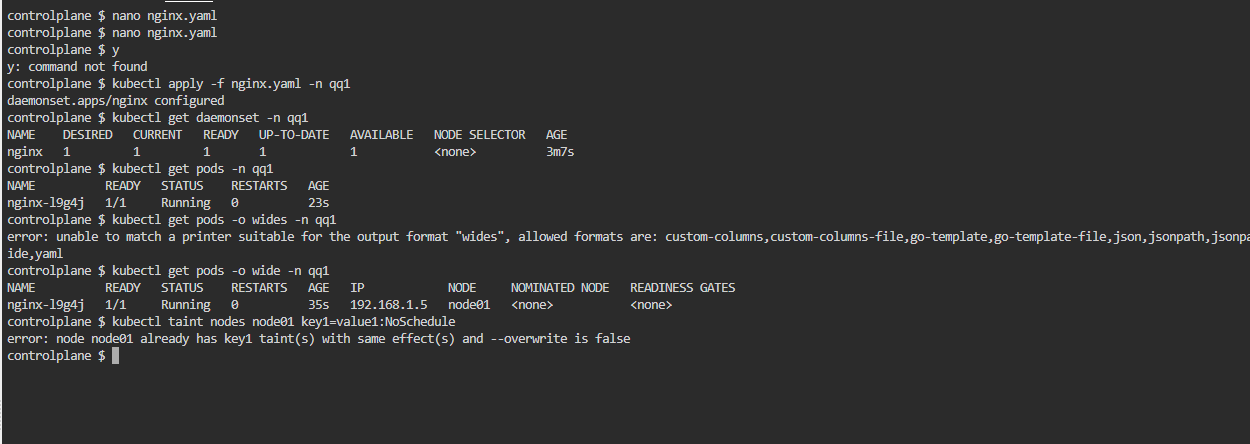 controlplane $ nano nginx.yaml
controlplane $ nano nginx.yaml
controlplane $ y
y: command not found
controlplane $ kubectl apply -f nginx.yaml -n qq1
daemonset.apps/nginx configured
controlplane $ kubectl get daemonset -n qq1
NAME    DESIRED   CURRENT   READY   UP-TO-DATE   AVAILABLE   NODE SELECTOR   AGE
nginx   1         1         1       1            1           <none>          3m7s
controlplane $ kubectl get pods -n qq1
NAME          READY   STATUS    RESTARTS   AGE
nginx-l9g4j   1/1     Running   0          23s
controlplane $ kubectl get pods -o wides -n qq1
error: unable to match a printer suitable for the output format "wides", allowed formats are: custom-columns,custom-columns-file,go-template,go-template-file,json,jsonpath,jsonpa
ide,yaml
controlplane $ kubectl get pods -o wide -n qq1
NAME          READY   STATUS    RESTARTS   AGE   IP            NODE     NOMINATED NODE   READINESS GATES
nginx-l9g4j   1/1     Running   0          35s   192.168.1.5   node01   <none>           <none>
controlplane $ kubectl taint nodes node01 key1=value1:NoSchedule
error: node node01 already has key1 taint(s) with same effect(s) and --overwrite is false
controlplane $